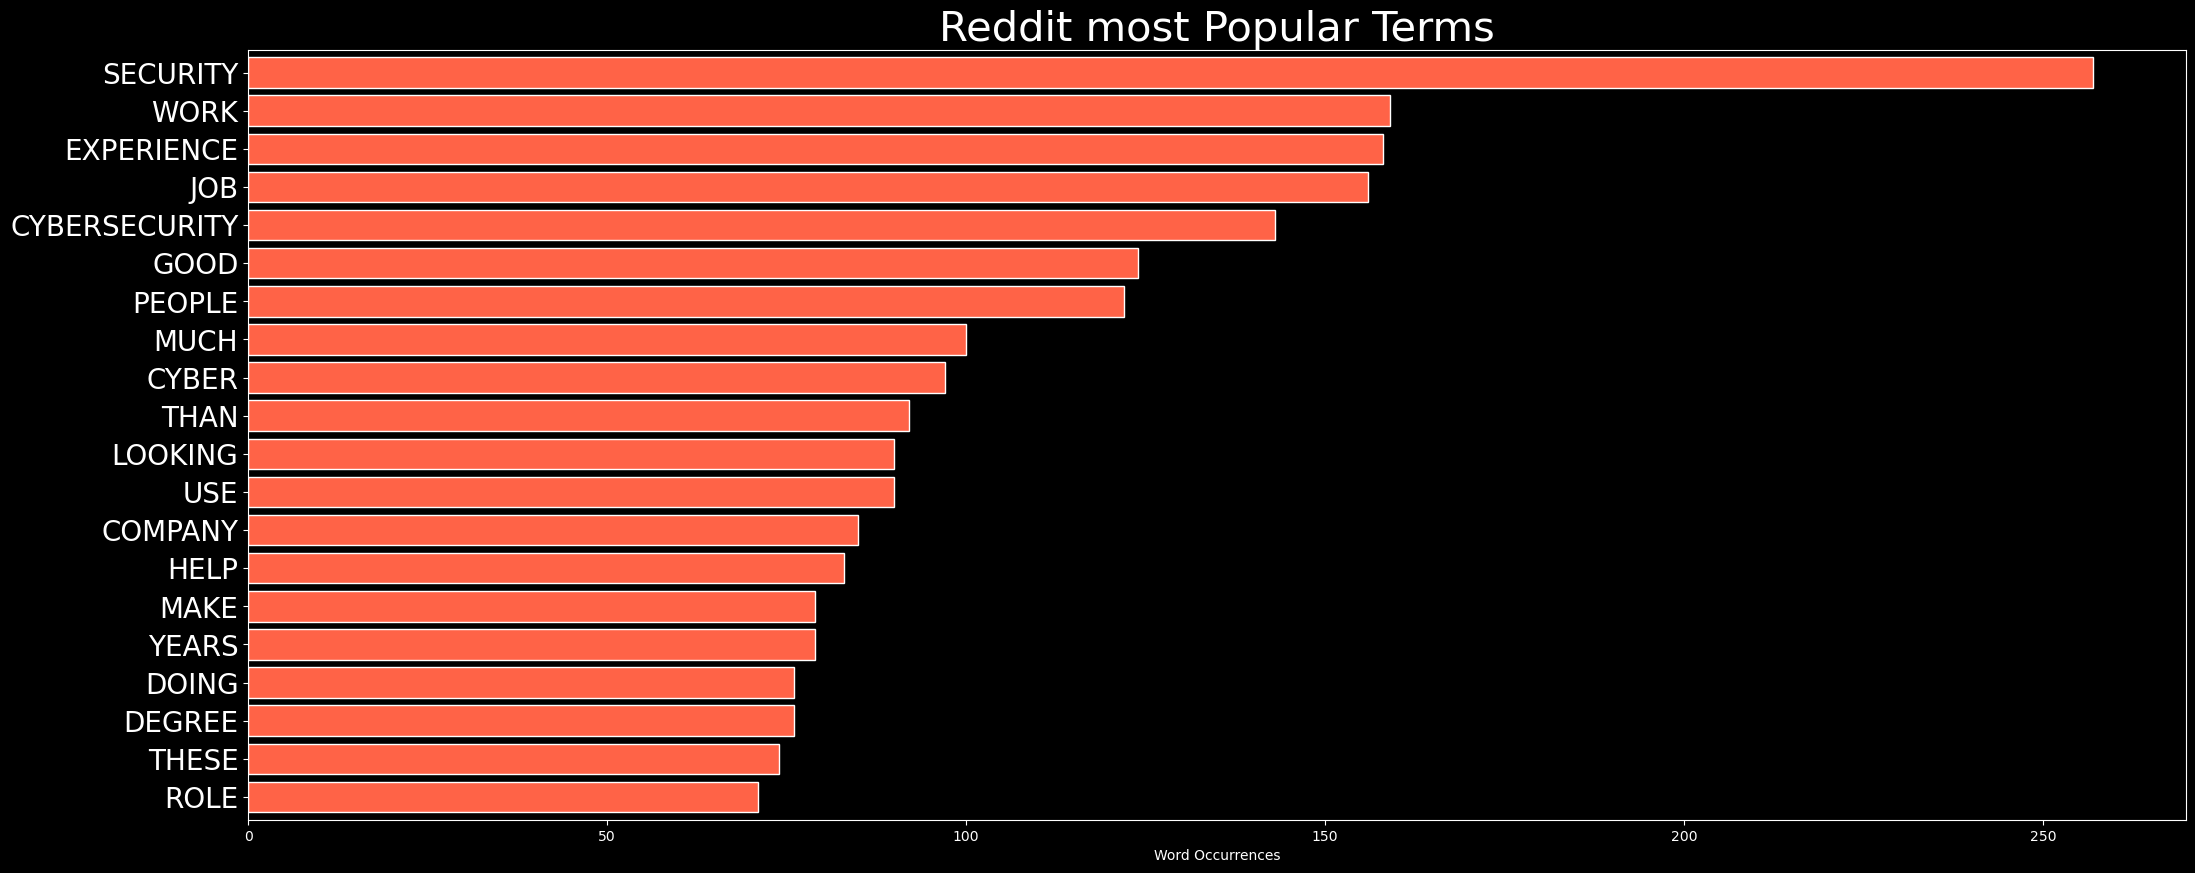 Reddit most Popular Terms
SECURITY
WORK
EXPERIENCE
JOB
CYBERSECURITY
GOOD
PEOPLE
MUCH
CYBER
THAN
LOOKING
USE
COMPANY
HELP
MAKE
YEARS
DOING
DEGREE
THESE
ROLE
0 50 100 150 200 250
Word Occurrences